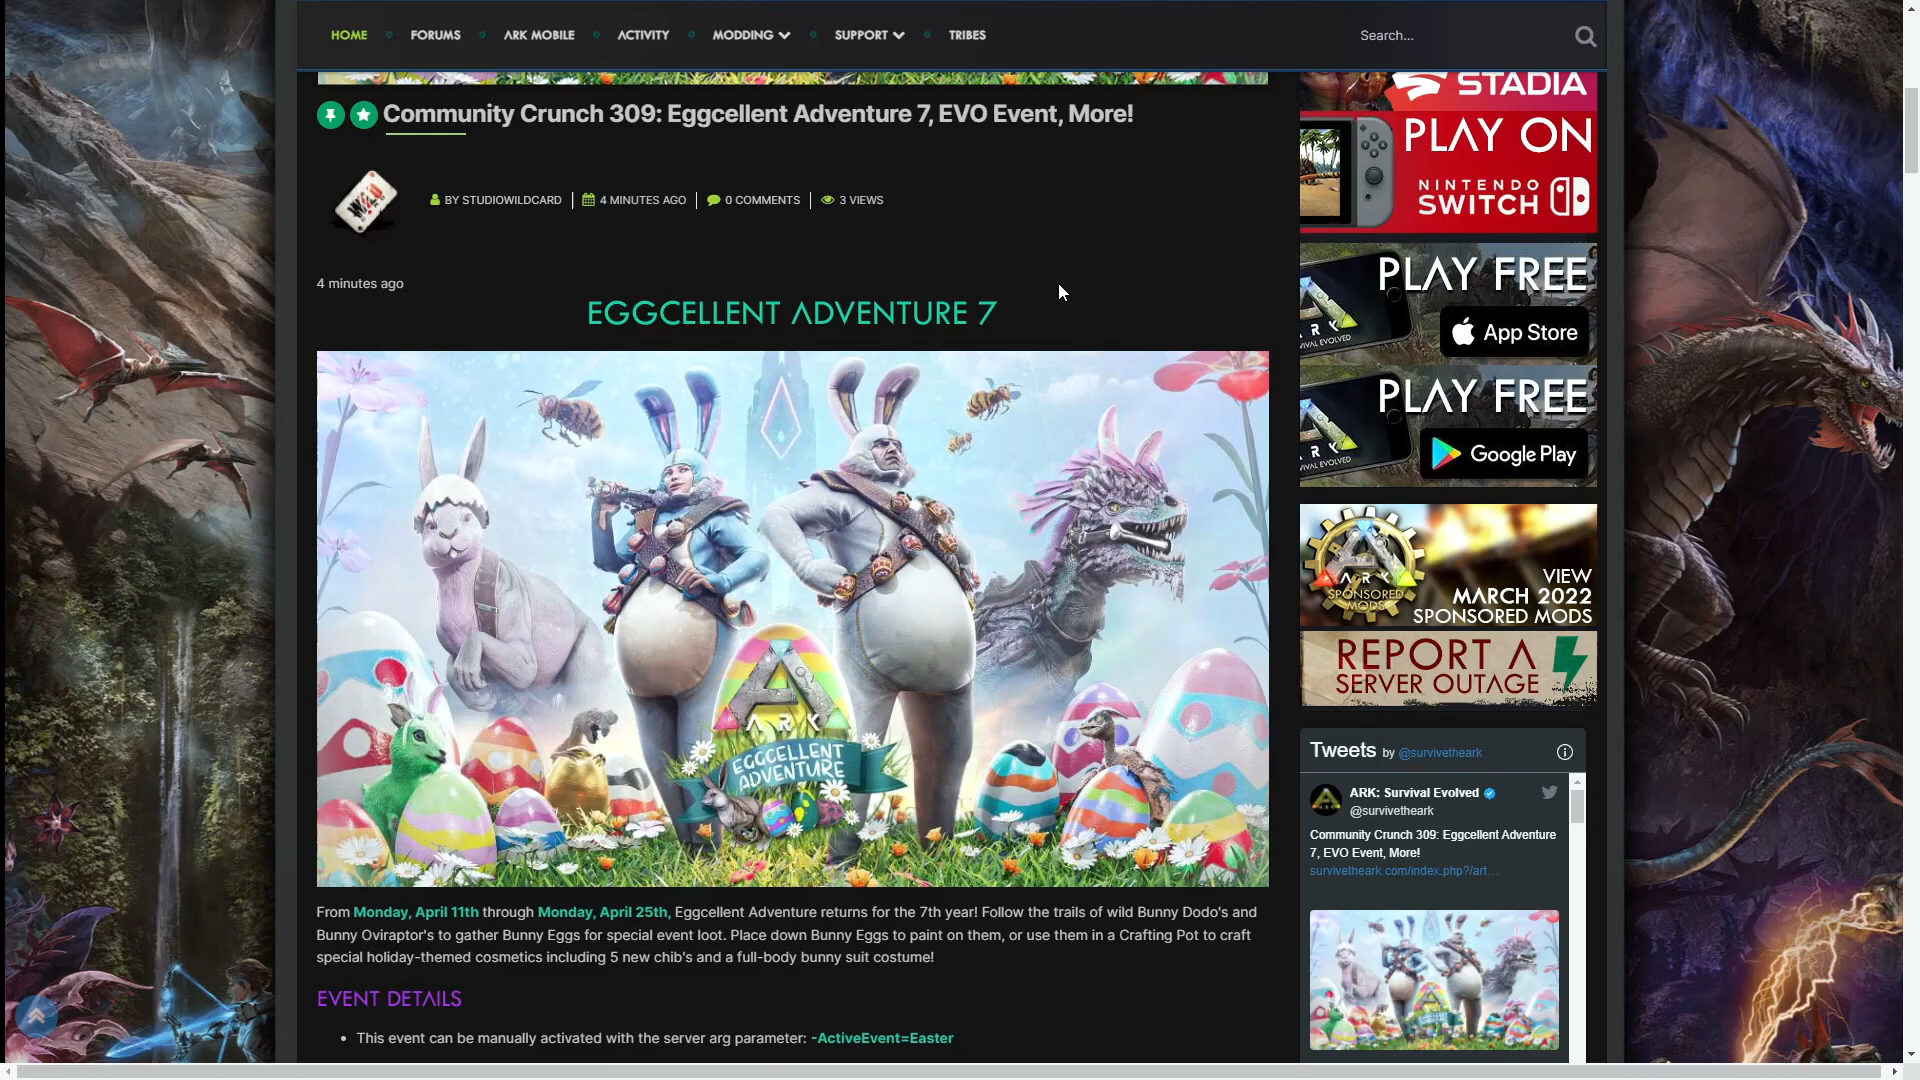 HOME
FORUMS
ARK MOBILE
ACTIVITY
MODDING
SUPPORT
TRIBES
Search...
Community Crunch 309: Eggcellent Adventure 7, EVO Event, More!
BY STUDIOWILDCARD
4 MINUTES AGO
0 COMMENTS
3 VIEWS
4 minutes ago
EGGCELLENT ADVENTURE 7
ARK
EGGCELLENT
ADVENTURE
From Monday, April 11th through Monday, April 25th, Eggcellent Adventure returns for the 7th year! Follow the trails of wild Bunny Dodo's and
Bunny Oviraptor's to gather Bunny Eggs for special event loot. Place down Bunny Eggs to paint on them, or use them in a Crafting Pot to craft
special holiday-themed cosmetics including 5 new chib's and a full-body bunny suit costume!
EVENT DETAILS
• This event can be manually activated with the server arg parameter: -ActiveEvent=Easter
STADIA
PLAY ON
NINTENDO
SWITCH
PLAY FREE
App Store
PLAY FREE
Google Play
ARK
SPONSORED
MODS
VIEW
MARCH 2022
SPONSORED MODS
REPORT A
SERVER OUTAGE
Tweets by @survivetheark
ARK: Survival Evolved
@survivetheark
Community Crunch 309: Eggcellent Adventure
7, EVO Event, More!
survivetheark.com/index.php?/art…